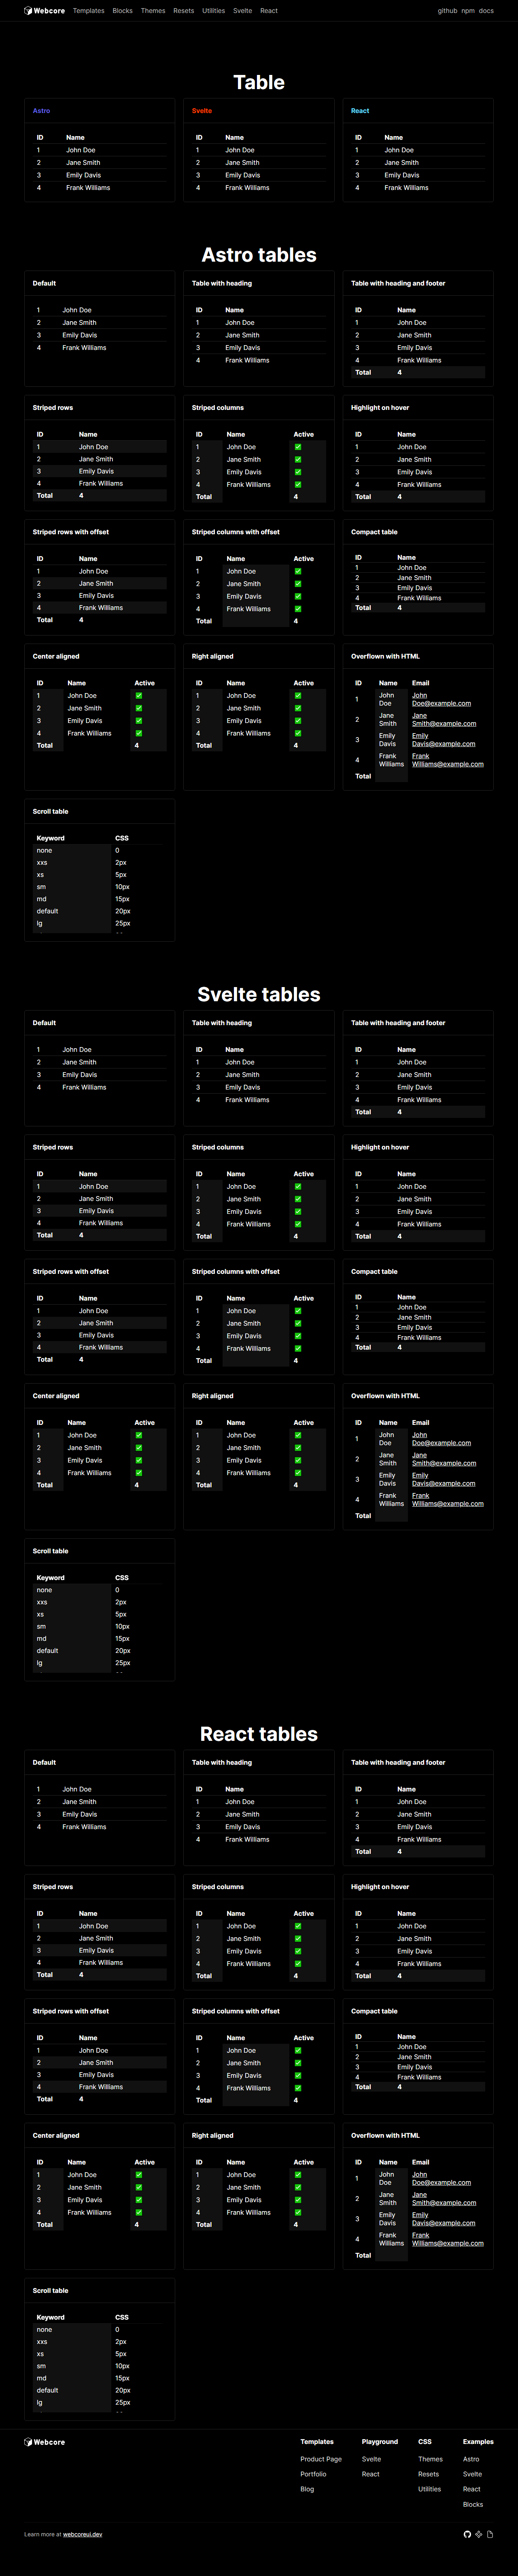 Webcore Templates Blocks Themes Resets Utilities Svelte React github npm docs
Table
Astro Svelte React
ID Name ID Name ID Name
1 John Doe 1 John Doe 1 John Doe
2 Jane Smith 2 Jane Smith 2 Jane Smith
3 Emily Davis 3 Emily Davis 3 Emily Davis
4 Frank Williams 4 Frank Williams 4 Frank Williams
Astro tables
Default
1 John Doe
2 Jane Smith
3 Emily Davis
4 Frank Williams
Table with heading
ID Name
1 John Doe
2 Jane Smith
3 Emily Davis
4 Frank Williams
Table with heading and footer
ID Name
1 John Doe
2 Jane Smith
3 Emily Davis
4 Frank Williams
Total 4
Striped rows
ID Name
1 John Doe
2 Jane Smith
3 Emily Davis
4 Frank Williams
Total 4
Striped columns
ID Name Active
1 John Doe ✅
2 Jane Smith ✅
3 Emily Davis ✅
4 Frank Williams ✅
Total 4
Highlight on hover
ID Name
1 John Doe
2 Jane Smith
3 Emily Davis
4 Frank Williams
Total 4
Striped rows with offset
ID Name
1 John Doe
2 Jane Smith
3 Emily Davis
4 Frank Williams
Total 4
Striped columns with offset
ID Name Active
1 John Doe ✅
2 Jane Smith ✅
3 Emily Davis ✅
4 Frank Williams ✅
Total 4
Compact table
ID Name
1 John Doe
2 Jane Smith
3 Emily Davis
4 Frank Williams
Total 4
Center aligned
ID Name Active
1 John Doe ✅
2 Jane Smith ✅
3 Emily Davis ✅
4 Frank Williams ✅
Total 4
Right aligned
ID Name Active
1 John Doe ✅
2 Jane Smith ✅
3 Emily Davis ✅
4 Frank Williams ✅
Total 4
Overflown with HTML
ID Name Email
1 John Doe John Doe@example.com
2 Jane Smith Jane Smith@example.com
3 Emily Davis Emily Davis@example.com
4 Frank Williams Frank Williams@example.com
Total
Scroll table
Keyword CSS
none 0
xxs 2px
xs 5px
sm 10px
md 15px
default 20px
lg 25px
Svelte tables
Default
1 John Doe
2 Jane Smith
3 Emily Davis
4 Frank Williams
Table with heading
ID Name
1 John Doe
2 Jane Smith
3 Emily Davis
4 Frank Williams
Table with heading and footer
ID Name
1 John Doe
2 Jane Smith
3 Emily Davis
4 Frank Williams
Total 4
Striped rows
ID Name
1 John Doe
2 Jane Smith
3 Emily Davis
4 Frank Williams
Total 4
Striped columns
ID Name Active
1 John Doe ✅
2 Jane Smith ✅
3 Emily Davis ✅
4 Frank Williams ✅
Total 4
Highlight on hover
ID Name
1 John Doe
2 Jane Smith
3 Emily Davis
4 Frank Williams
Total 4
Striped rows with offset
ID Name
1 John Doe
2 Jane Smith
3 Emily Davis
4 Frank Williams
Total 4
Striped columns with offset
ID Name Active
1 John Doe ✅
2 Jane Smith ✅
3 Emily Davis ✅
4 Frank Williams ✅
Total 4
Compact table
ID Name
1 John Doe
2 Jane Smith
3 Emily Davis
4 Frank Williams
Total 4
Center aligned
ID Name Active
1 John Doe ✅
2 Jane Smith ✅
3 Emily Davis ✅
4 Frank Williams ✅
Total 4
Right aligned
ID Name Active
1 John Doe ✅
2 Jane Smith ✅
3 Emily Davis ✅
4 Frank Williams ✅
Total 4
Overflown with HTML
ID Name Email
1 John Doe John Doe@example.com
2 Jane Smith Jane Smith@example.com
3 Emily Davis Emily Davis@example.com
4 Frank Williams Frank Williams@example.com
Total
Scroll table
Keyword CSS
none 0
xxs 2px
xs 5px
sm 10px
md 15px
default 20px
lg 25px
React tables
Default
1 John Doe
2 Jane Smith
3 Emily Davis
4 Frank Williams
Table with heading
ID Name
1 John Doe
2 Jane Smith
3 Emily Davis
4 Frank Williams
Table with heading and footer
ID Name
1 John Doe
2 Jane Smith
3 Emily Davis
4 Frank Williams
Total 4
Striped rows
ID Name
1 John Doe
2 Jane Smith
3 Emily Davis
4 Frank Williams
Total 4
Striped columns
ID Name Active
1 John Doe ✅
2 Jane Smith ✅
3 Emily Davis ✅
4 Frank Williams ✅
Total 4
Highlight on hover
ID Name
1 John Doe
2 Jane Smith
3 Emily Davis
4 Frank Williams
Total 4
Striped rows with offset
ID Name
1 John Doe
2 Jane Smith
3 Emily Davis
4 Frank Williams
Total 4
Striped columns with offset
ID Name Active
1 John Doe ✅
2 Jane Smith ✅
3 Emily Davis ✅
4 Frank Williams ✅
Total 4
Compact table
ID Name
1 John Doe
2 Jane Smith
3 Emily Davis
4 Frank Williams
Total 4
Center aligned
ID Name Active
1 John Doe ✅
2 Jane Smith ✅
3 Emily Davis ✅
4 Frank Williams ✅
Total 4
Right aligned
ID Name Active
1 John Doe ✅
2 Jane Smith ✅
3 Emily Davis ✅
4 Frank Williams ✅
Total 4
Overflown with HTML
ID Name Email
1 John Doe John Doe@example.com
2 Jane Smith Jane Smith@example.com
3 Emily Davis Emily Davis@example.com
4 Frank Williams Frank Williams@example.com
Total
Scroll table
Keyword CSS
none 0
xxs 2px
xs 5px
sm 10px
md 15px
default 20px
lg 25px
Webcore
Templates
Product Page
Portfolio
Blog
Playground
Svelte
React
CSS
Themes
Resets
Utilities
Examples
Astro
Svelte
React
Blocks
Learn more at webcoreui.dev